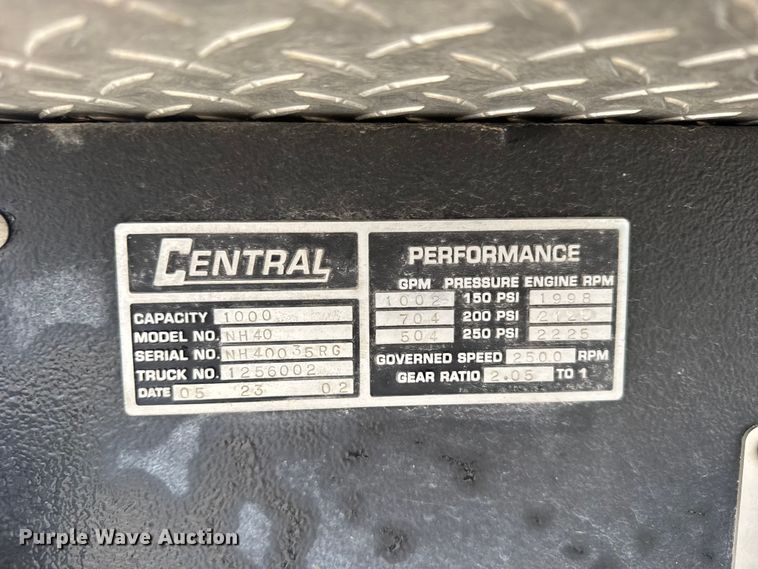 CENTRAL
CAPACITY 1000
MODEL NO. NH40
SERIAL NO. NH40035RG
TRUCK NO. 1256002
DATE 05 23 02
PERFORMANCE
GPM PRESSURE ENGINE RPM
1002 150 PSI 1998
704 200 PSI
504 250 PSI 2225
GOVERNED SPEED 2500 RPM
GEAR RATIO 2.05 TO 1
Purple Wave Auction